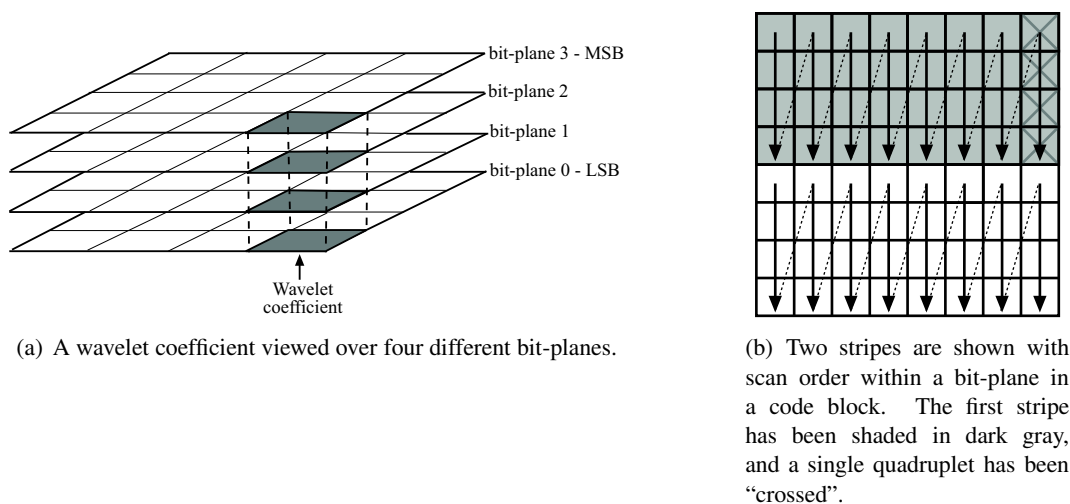 bit-plane 3 - MSB
bit-plane 2
bit-plane 1
bit-plane 0 - LSB
Wavelet
coefficient
(a) A wavelet coefficient viewed over four different bit-planes.
(b) Two stripes are shown with
scan order within a bit-plane in
a code block. The first stripe
has been shaded in dark gray,
and a single quadruplet has been
“crossed”.